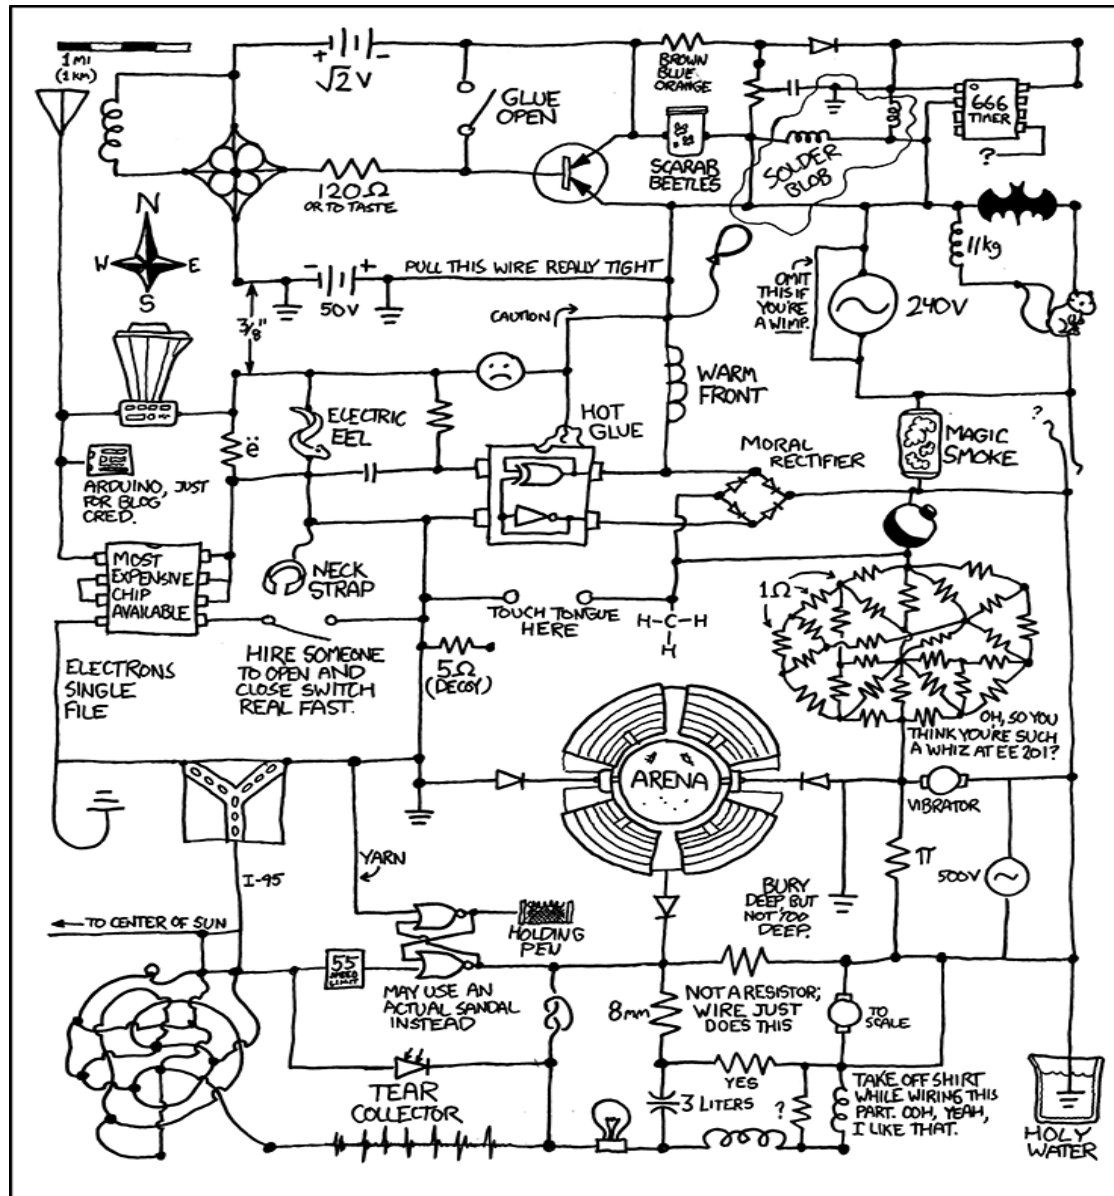 1 MI
(1 KM)
+ -
√2 V
GLUE
OPEN
BROWN
BLUE
ORANGE
666
TIMER
?
SCARAB
BEETLES
SOLDER
BLOB
120Ω
OR TO TASTE
N
W E
S
- +
50V
PULL THIS WIRE REALLY TIGHT
3/8"
CAUTION
OMIT
THIS IF
YOU'RE
A WIMP.
240V
11kg
WARM
FRONT
ELECTRIC
EEL
HOT
GLUE
ë
MORAL
RECTIFIER
MAGIC
SMOKE
?
ARDUINO, JUST
FOR BLOG
CRED.
MOST
EXPENSIVE
CHIP
AVAILABLE
NECK
STRAP
TOUCH TONGUE
HERE
H-C-H
H
1Ω
ELECTRONS
SINGLE
FILE
HIRE SOMEONE
TO OPEN AND
CLOSE SWITCH
REAL FAST.
5Ω
(DECOY)
OH, SO YOU
THINK YOU'RE SUCH
A WHIZ AT EE 201?
ARENA
VIBRATOR
π
500V
I-95
YARN
BURY
DEEP, BUT
NOT TOO
DEEP.
TO CENTER OF SUN
HOLDING
PEN
55
SPEED
LIMIT
MAY USE AN
ACTUAL SANDAL
INSTEAD
8mm
NOT A RESISTOR;
WIRE JUST
DOES THIS
TO
SCALE
TEAR
COLLECTOR
YES
3 LITERS
?
TAKE OFF SHIRT
WHILE WIRING THIS
PART. OOH, YEAH,
I LIKE THAT.
HOLY
WATER